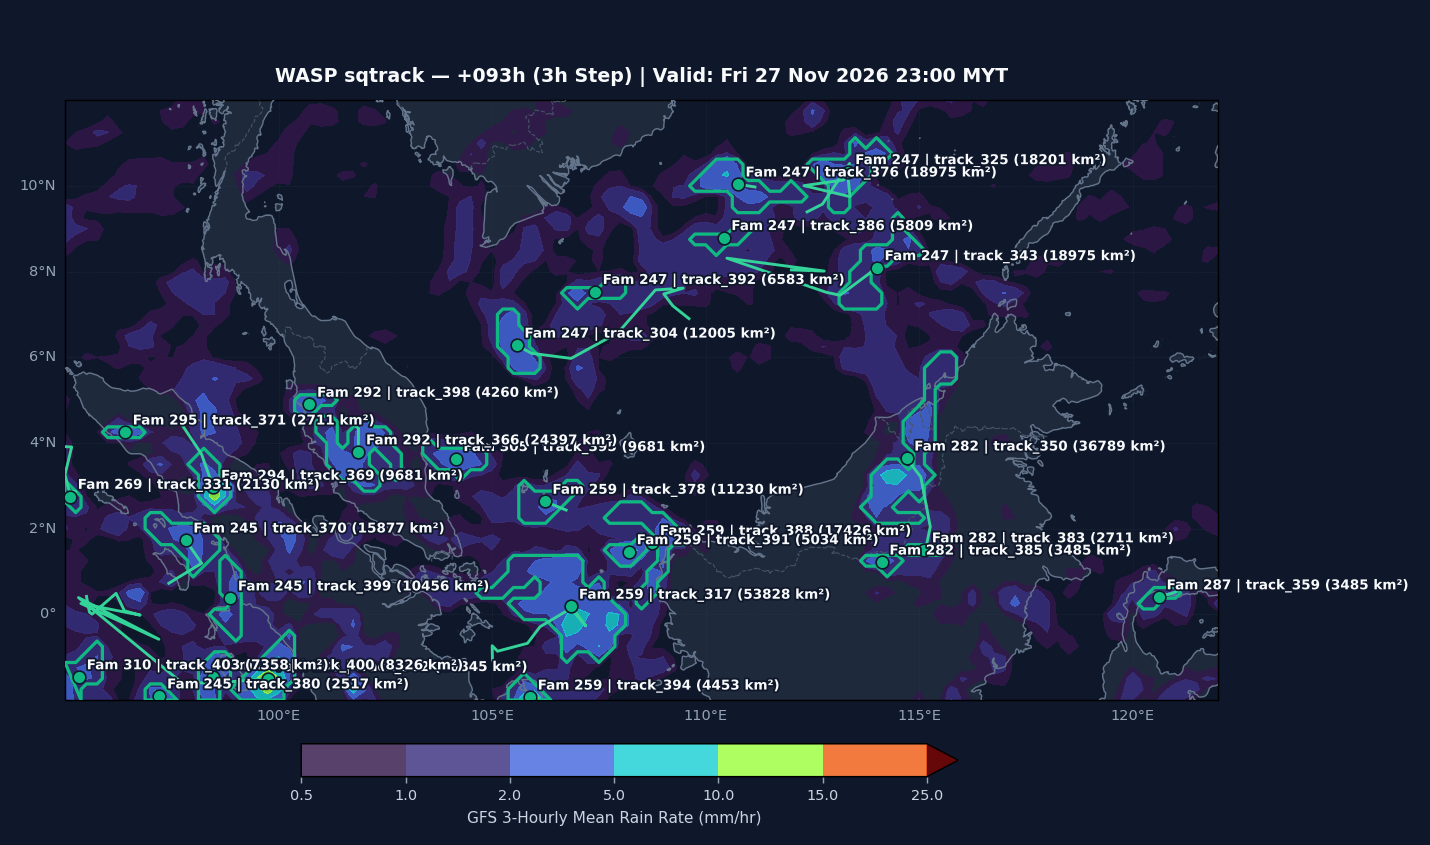 WASP sqtrack — +093h (3h Step) | Valid: Fri 27 Nov 2026 23:00 MYT
Fam 247 | track_325 (18201 km²)
Fam 247 | track_376 (18975 km²)
10°N
Fam 247 | track_386 (5809 km²)
Fam 247 | track_343 (18975 km²)
8°N
Fam 247 | track_392 (6583 km²)
Fam 247 | track_304 (12005 km²)
6°N
Fam 292 | track_398 (4260 km²)
Fam 295 | track_371 (2711 km²)
Fam 292 | track_366 (24397 km²)
4°N
(9681 km²)
Fam 282 | track_350 (36789 km²)
Fam 294 | track_369 (9681 km²)
Fam 269 | track_331 (2130 km²)
Fam 259 | track_378 (11230 km²)
2°N
Fam 245 | track_370 (15877 km²)
Fam 259 | track_388 (17426 km²)
Fam 259 | track_391 (5034 km²)
Fam 282 | track_383 (2711 km²)
Fam 282 | track_385 (3485 km²)
Fam 245 | track_399 (10456 km²)
Fam 287 | track_359 (3485 km²)
Fam 259 | track_317 (53828 km²)
0°
Fam 310 | track_403 (7358 km²)
(8326 km²)
Fam 245 | track_380 (2517 km²)
Fam 259 | track_394 (4453 km²)
100°E 105°E 110°E 115°E 120°E
0.5 1.0 2.0 5.0 10.0 15.0 25.0
GFS 3-Hourly Mean Rain Rate (mm/hr)